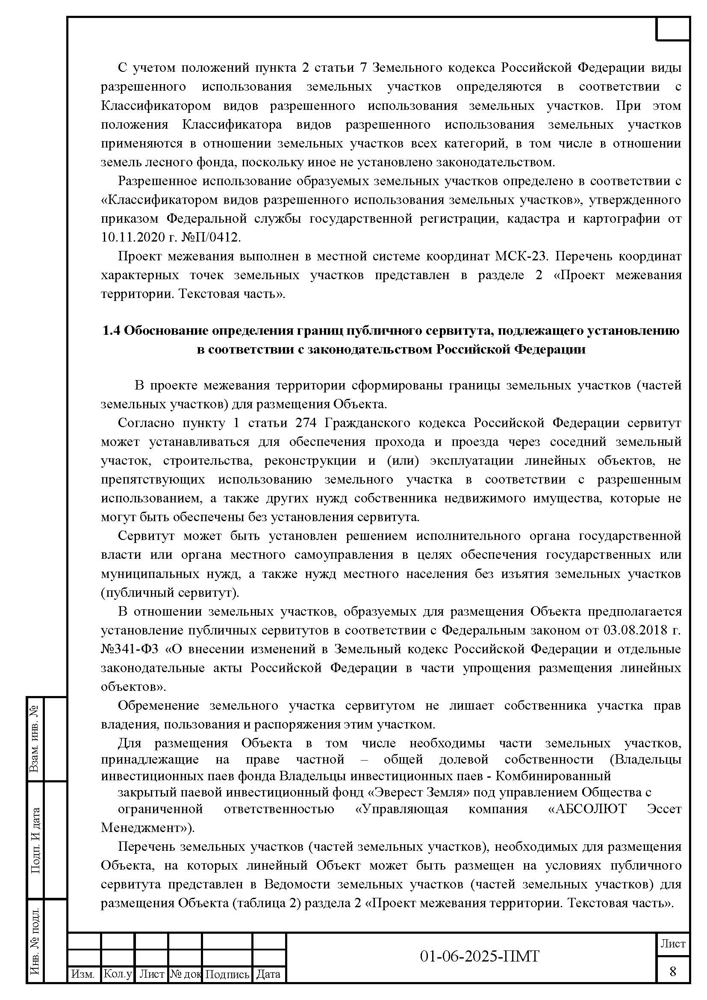 С учетом положений пункта 2 статьи 7 Земельного кодекса Российской Федерации виды
разрешенного использования земельных участков определяются в соответствии с
Классификатором видов разрешенного использования земельных участков. При этом
положения Классификатора видов разрешенного использования земельных участков
применяются в отношении земельных участков всех категорий, в том числе в отношении
земель лесного фонда, поскольку иное не установлено законодательством.
Разрешенное использование образуемых земельных участков определено в соответствии с
«Классификатором видов разрешенного использования земельных участков», утвержденного
приказом Федеральной службы государственной регистрации, кадастра и картографии от
10.11.2020 г. №П/0412.
Проект межевания выполнен в местной системе координат МСК-23. Перечень координат
характерных точек земельных участков представлен в разделе 2 «Проект межевания
территории. Текстовая часть».
1.4 Обоснование определения границ публичного сервитута, подлежащего установлению
в соответствии с законодательством Российской Федерации
В проекте межевания территории сформированы границы земельных участков (частей
земельных участков) для размещения Объекта.
Согласно пункту 1 статьи 274 Гражданского кодекса Российской Федерации сервитут
может устанавливаться для обеспечения прохода и проезда через соседний земельный
участок, строительства, реконструкции и (или) эксплуатации линейных объектов, не
препятствующих использованию земельного участка в соответствии с разрешенным
использованием, а также других нужд собственника недвижимого имущества, которые не
могут быть обеспечены без установления сервитута.
Сервитут может быть установлен решением исполнительного органа государственной
власти или органа местного самоуправления в целях обеспечения государственных или
муниципальных нужд, а также нужд местного населения без изъятия земельных участков
(публичный сервитут).
В отношении земельных участков, образуемых для размещения Объекта предполагается
установление публичных сервитутов в соответствии с Федеральным законом от 03.08.2018 г.
№341-ФЗ «О внесении изменений в Земельный кодекс Российской Федерации и отдельные
законодательные акты Российской Федерации в части упрощения размещения линейных
объектов».
Обременение земельного участка сервитутом не лишает собственника участка прав
владения, пользования и распоряжения этим участком.
Для размещения Объекта в том числе необходимы части земельных участков,
принадлежащие на праве частной – общей долевой собственности (Владельцы
инвестиционных паев фонда Владельцы инвестиционных паев - Комбинированный
закрытый паевой инвестиционный фонд «Эверест Земля» под управлением Общества с
ограниченной ответственностью «Управляющая компания «АБСОЛЮТ Эссет
Менеджмент»).
Перечень земельных участков (частей земельных участков), необходимых для размещения
Объекта, на которых линейный Объект может быть размещен на условиях публичного
сервитута представлен в Ведомости земельных участков (частей земельных участков) для
размещения Объекта (таблица 2) раздела 2 «Проект межевания территории. Текстовая часть».
Взам. инв. №
Подп. И дата
Инв. № подл.
Изм. Кол.у Лист № док Подпись Дата
01-06-2025-ПМТ
Лист
8